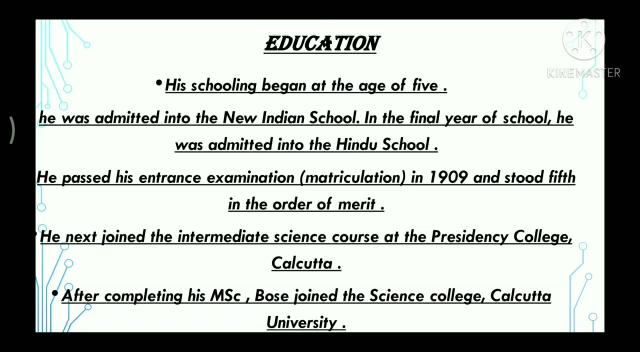 EDUCATION
KINEMASTER
• His schooling began at the age of five .
he was admitted into the New Indian School. In the final year of school, he
was admitted into the Hindu School .
He passed his entrance examination (matriculation) in 1909 and stood fifth
in the order of merit .
• He next joined the intermediate science course at the Presidency College,
Calcutta .
• After completing his MSc , Bose joined the Science college, Calcutta
University .